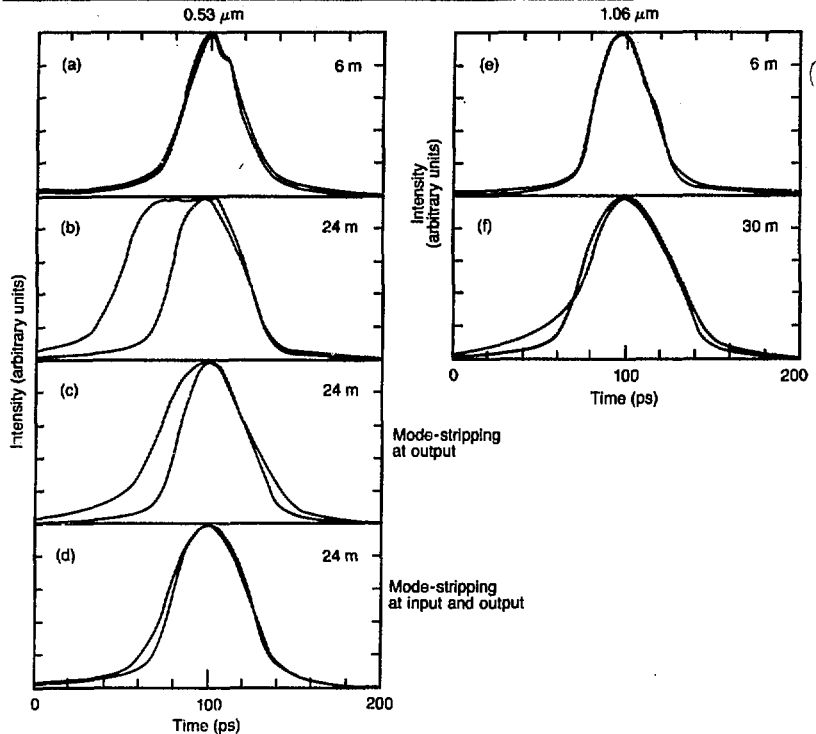 0.53 μm
1.06 μm
(a)
6 m
(b)
24 m
(c)
24 m
(d)
24 m
Intensity (arbitrary units)
0
100
200
Time (ps)
Mode-stripping
at output
Mode-stripping
at input and output
(e)
6 m
(f)
30 m
Intensity
(arbitrary units)
0
100
200
Time (ps)